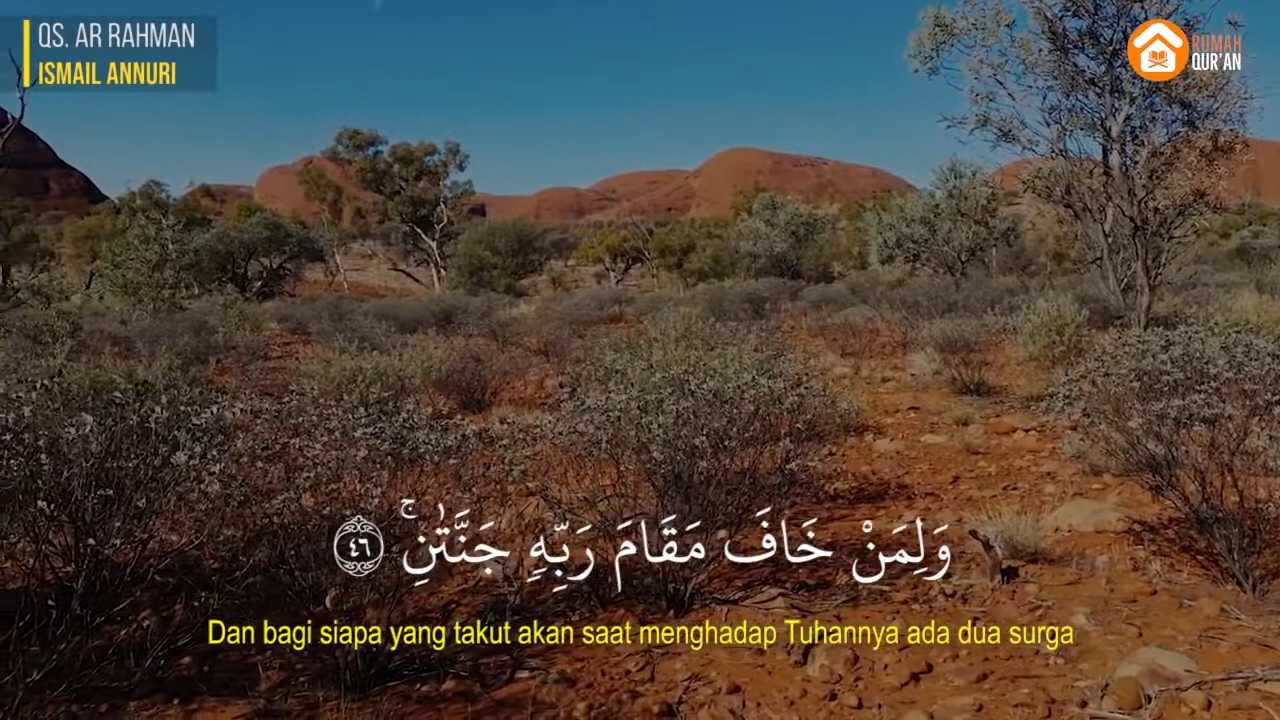 QS. AR RAHMAN
ISMAIL ANNURI
RUMAH
QUR'AN
وَلِمَنْ خَافَ مَقَامَ رَبِّهٖ جَنَّتٰنِۚ ٤٦
Dan bagi siapa yang takut akan saat menghadap Tuhannya ada dua surga